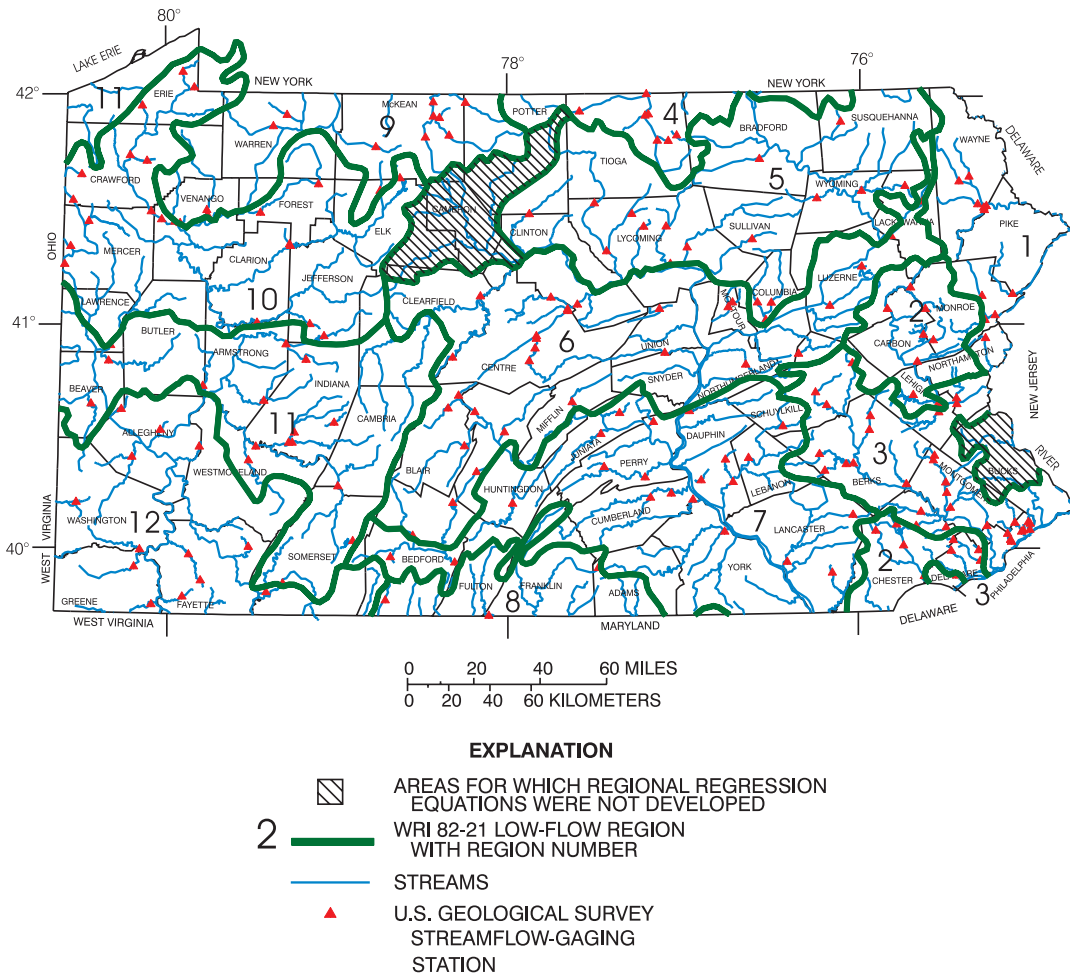 80°
LAKE ERIE
78°
76°
42°
NEW YORK
NEW YORK
11
ERIE
McKEAN
POTTER
4
SUSQUEHANNA
9
BRADFORD
WARREN
WAYNE
DELAWARE
TIOGA
CRAWFORD
5
WYOMING
VENANGO
FOREST
CAMERON
LACKAWANNA
PIKE
ELK
CLINTON
SULLIVAN
OHIO
MERCER
LYCOMING
1
CLARION
JEFFERSON
LUZERNE
LAWRENCE
10
CLEARFIELD
COLUMBIA
MONTOUR
2
MONROE
41°
BUTLER
6
CARBON
ARMSTRONG
UNION
CENTRE
NORTHAMPTON
SNYDER
BEAVER
INDIANA
NORTHUMBERLAND
LEHIGH
NEW JERSEY
CAMBRIA
MIFFLIN
SCHUYLKILL
ALLEGHENY
11
JUNIATA
DAUPHIN
RIVER
WESTMORELAND
BLAIR
PERRY
3
BUCKS
HUNTINGDON
LEBANON
BERKS
MONTGOMERY
WEST VIRGINIA
WASHINGTON
12
CUMBERLAND
7
LANCASTER
40°
SOMERSET
BEDFORD
2
FULTON
FRANKLIN
YORK
CHESTER
DELAWARE
PHILADELPHIA
GREENE
FAYETTE
8
ADAMS
3
WEST VIRGINIA
MARYLAND
DELAWARE
0 20 40 60 MILES
0 20 40 60 KILOMETERS
EXPLANATION
AREAS FOR WHICH REGIONAL REGRESSION
EQUATIONS WERE NOT DEVELOPED
2
WRI 82-21 LOW-FLOW REGION
WITH REGION NUMBER
STREAMS
U.S. GEOLOGICAL SURVEY
STREAMFLOW-GAGING
STATION